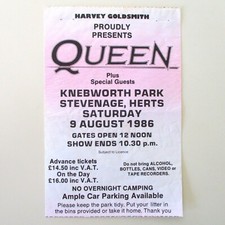 HARVEY GOLDSMITH
PROUDLY
PRESENTS
QUEEN
Plus
Special Guests
KNEBWORTH PARK
STEVENAGE, HERTS
SATURDAY
9 AUGUST 1986
GATES OPEN 12 NOON
SHOW ENDS 10.30 p.m.
Subject to Licence
Advance tickets
£14.50 inc V.A.T.
On the Day
£16.00 inc V.A.T.
Do not bring ALCOHOL,
BOTTLES, CANS, VIDEO or
TAPE RECORDERS.
NO OVERNIGHT CAMPING
Ample Car Parking Available
Please keep the park tidy. Put your litter in
the bins provided or take it home. Thank you